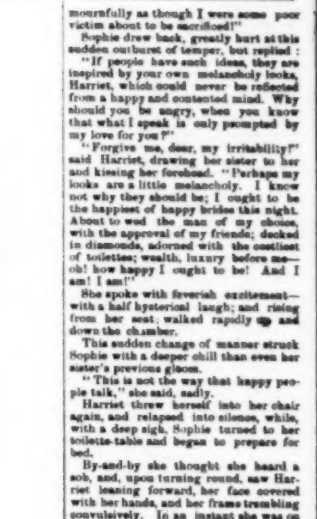 mournfully as though I were some poor
victim about to be sacrificed!"
Sophie drew back, greatly hurt at this
sudden outburst of temper, but replied :
"If people have such ideas, they are
inspired by your own melancholy looks,
Harriet, which could never be reflected
from a happy and contented mind. Why
should you be angry, when you know
that what I speak is only prompted by
my love for you?"
"Forgive me, dear, my irritability!"
said Harriet, drawing her sister to her
and kissing her forehead. "Perhaps my
looks are a little melancholy. I know
not why they should be; I ought to be
the happiest of happy brides this night.
About to wed the man of my choice,
with the approval of my friends; decked
in diamonds, adorned with the costliest
of toilettes; wealth, luxury before me—
oh! how happy I ought to be! And I
am! I am!"
She spoke with feverish excitement—
with a half hysterical laugh; and rising
from her seat; walked rapidly up and
down the chamber.
This sudden change of manner struck
Sophie with a deeper chill than even her
sister's previous gloom.
"This is not the way that happy peo-
ple talk," she said, sadly.
Harriet threw herself into her chair
again, and relapsed into silence, while,
with a deep sigh, Sophie turned to her
toilette-table and began to prepare for
bed.
By-and-by she thought she heard a
sob, and, upon turning round, saw Har-
riet leaning forward, her face covered
with her hands, and her frame trembling
convulsively. In an instant she was on